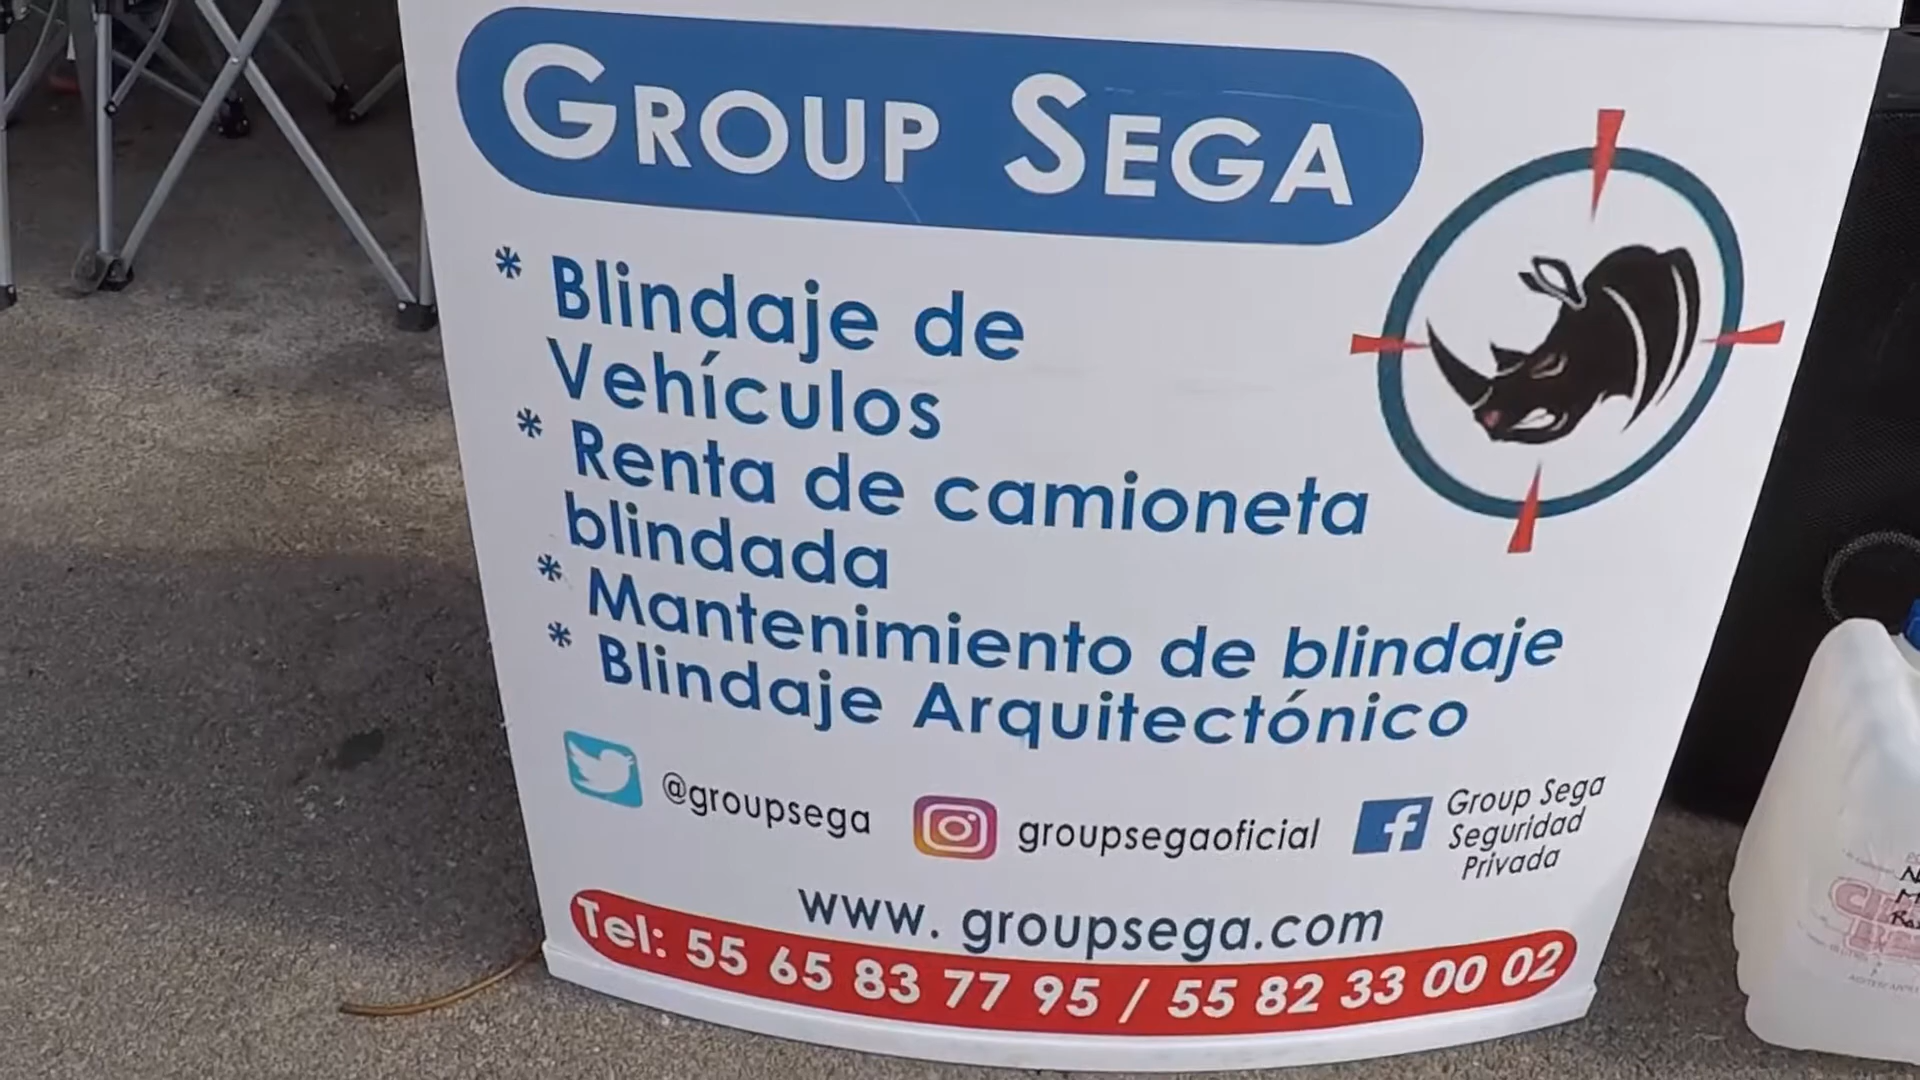 GROUP SEGA
* Blindaje de
Vehículos
* Renta de camioneta
blindada
* Mantenimiento de blindaje
* Blindaje Arquitectónico
@groupsega
groupsegaoficial
Group Sega
Seguridad
Privada
www. groupsega.com
Tel: 55 65 83 77 95 / 55 82 33 00 02